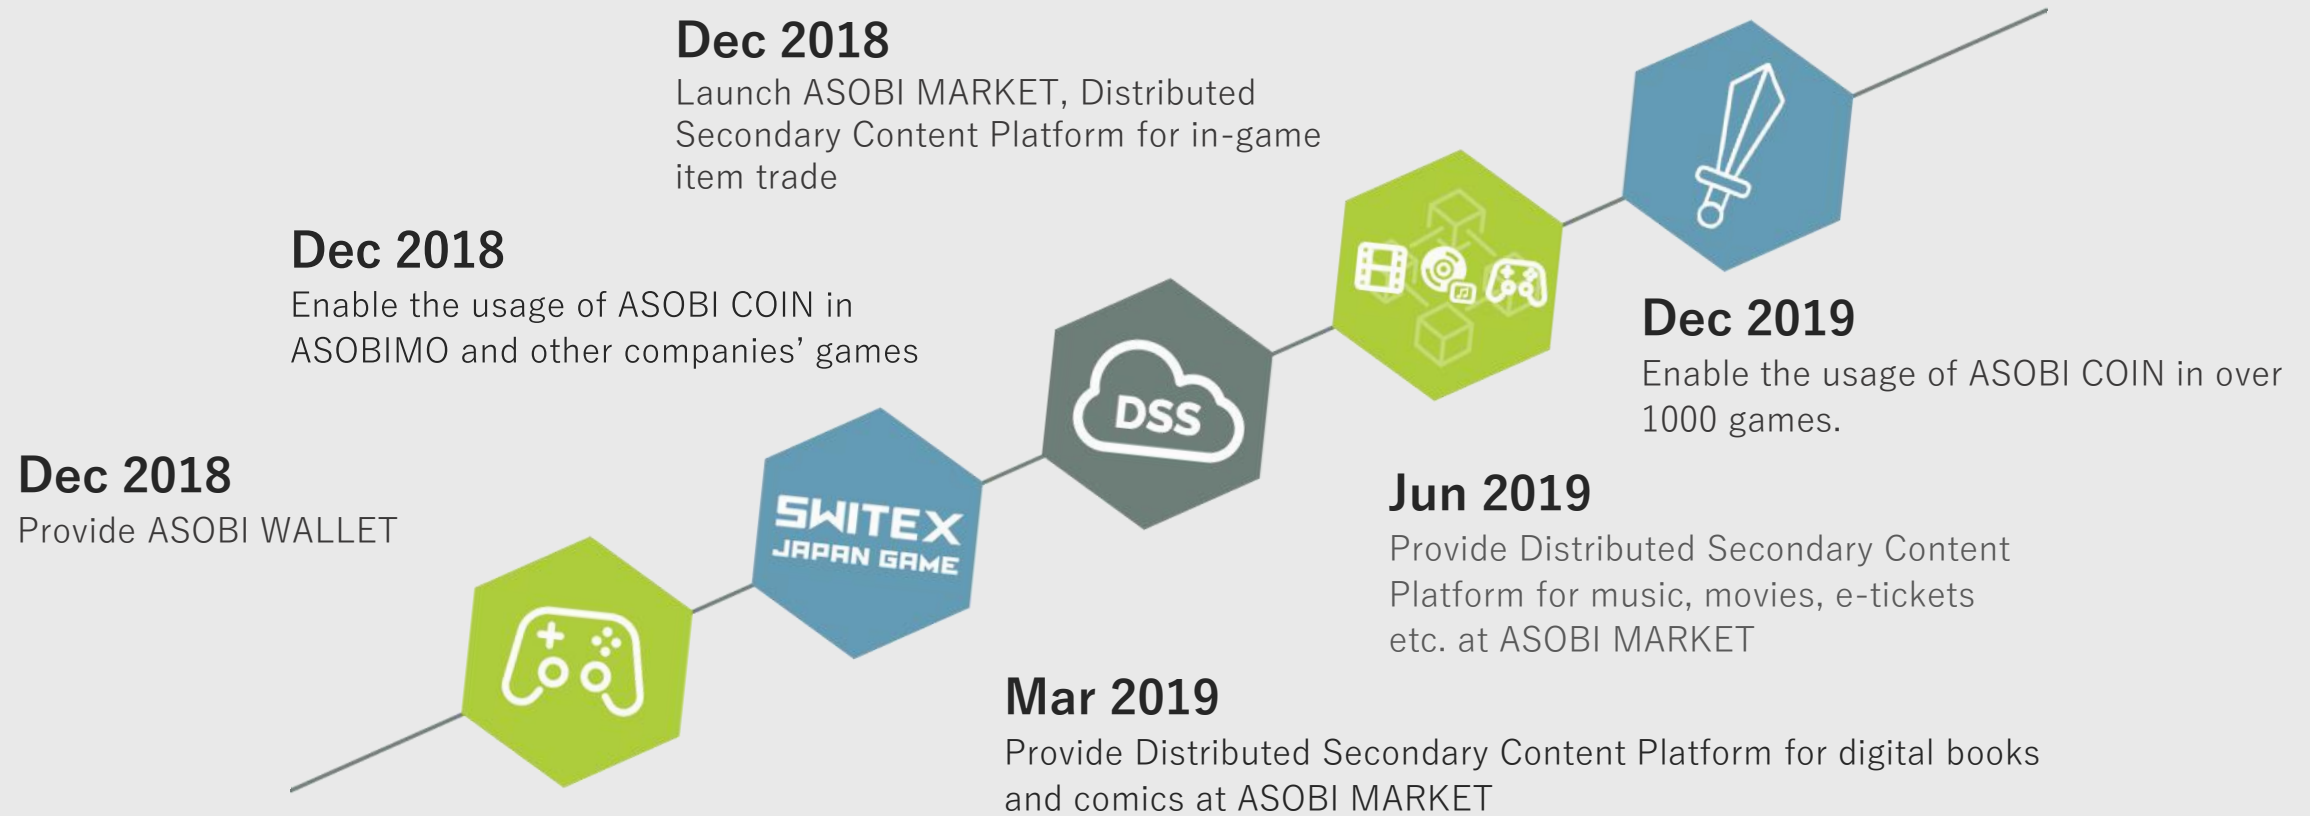 Dec 2018
Launch ASOBI MARKET, Distributed
Secondary Content Platform for in-game
item trade
Dec 2018
Enable the usage of ASOBI COIN in
ASOBIMO and other companies’ games
Dec 2018
Provide ASOBI WALLET
SWITEX
JAPAN GAME
DSS
Dec 2019
Enable the usage of ASOBI COIN in over
1000 games.
Jun 2019
Provide Distributed Secondary Content
Platform for music, movies, e-tickets
etc. at ASOBI MARKET
Mar 2019
Provide Distributed Secondary Content Platform for digital books
and comics at ASOBI MARKET